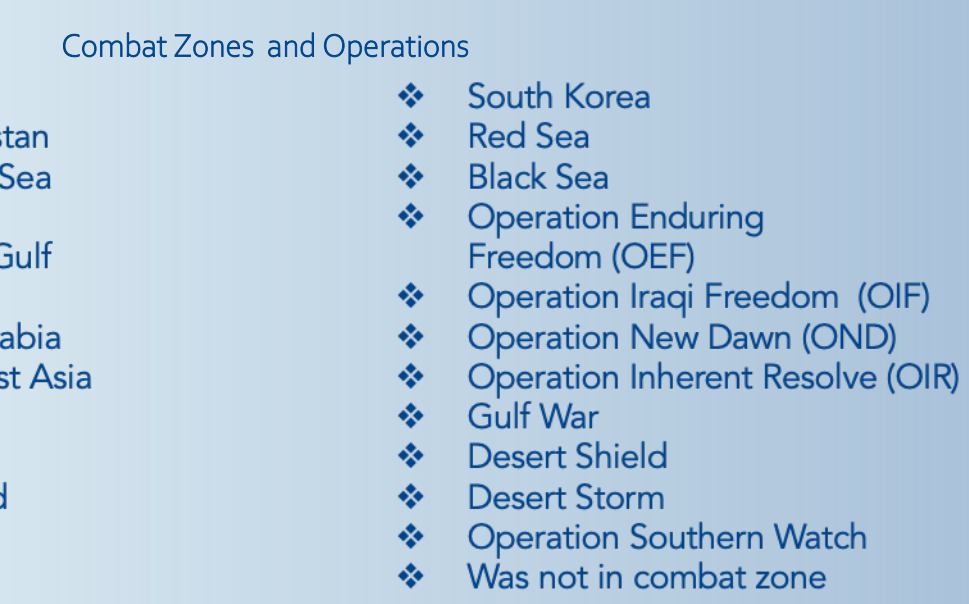 Combat Zones and Operations
stan
Sea
Gulf
abia
st Asia
d
❖ South Korea
❖ Red Sea
❖ Black Sea
❖ Operation Enduring
Freedom (OEF)
❖ Operation Iraqi Freedom (OIF)
❖ Operation New Dawn (OND)
❖ Operation Inherent Resolve (OIR)
❖ Gulf War
❖ Desert Shield
❖ Desert Storm
❖ Operation Southern Watch
❖ Was not in combat zone